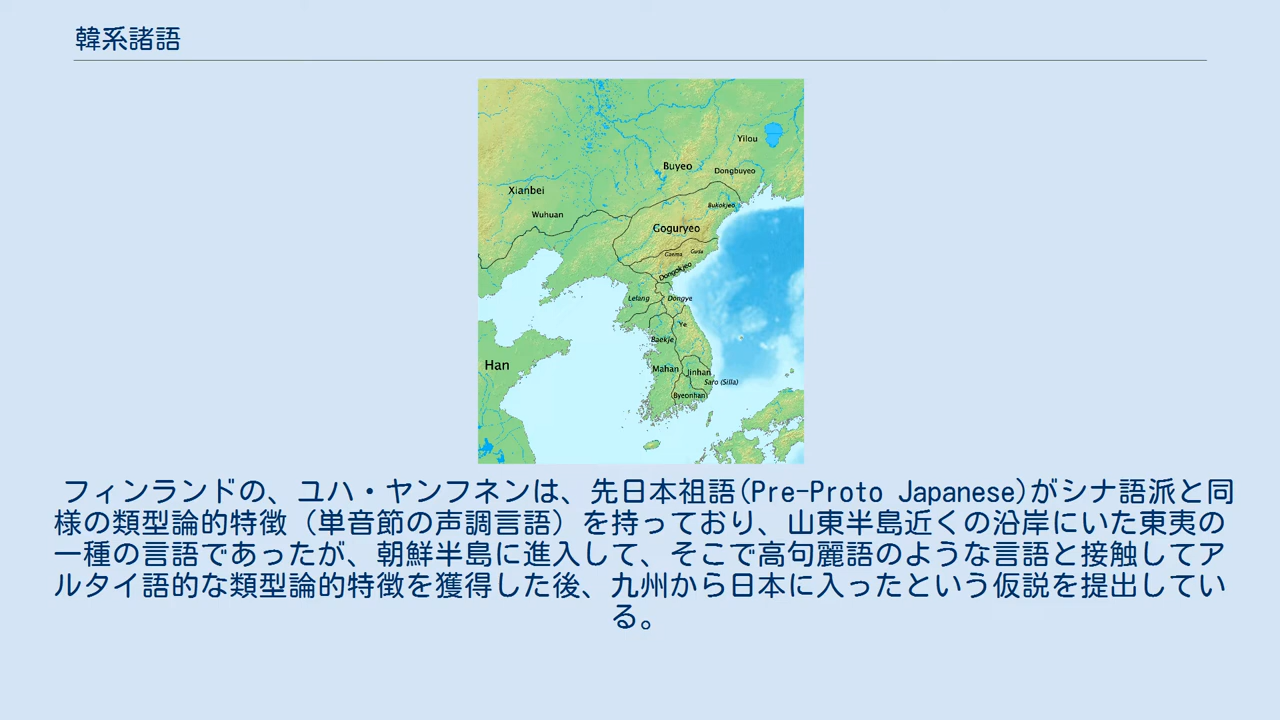 韓系諸語
Yilou
Buyeo
Dongbuyeo
Xianbei
Bukokjeo
Wuhuan
Goguryeo
Guda
Gaema
Dongokjeo
Lelang
Dongye
Ye
Baekje
Han
Mahan
Jinhan
Saro (Silla)
Byeonhan
フィンランドの、ユハ・ヤンフネンは、先日本祖語(Pre-Proto Japanese)がシナ語派と同
様の類型論的特徴（単音節の声調言語）を持っており、山東半島近くの沿岸にいた東夷の
一種の言語であったが、朝鮮半島に進入して、そこで高句麗語のような言語と接触してア
ルタイ語的な類型論的特徴を獲得した後、九州から日本に入ったという仮説を提出してい
る。